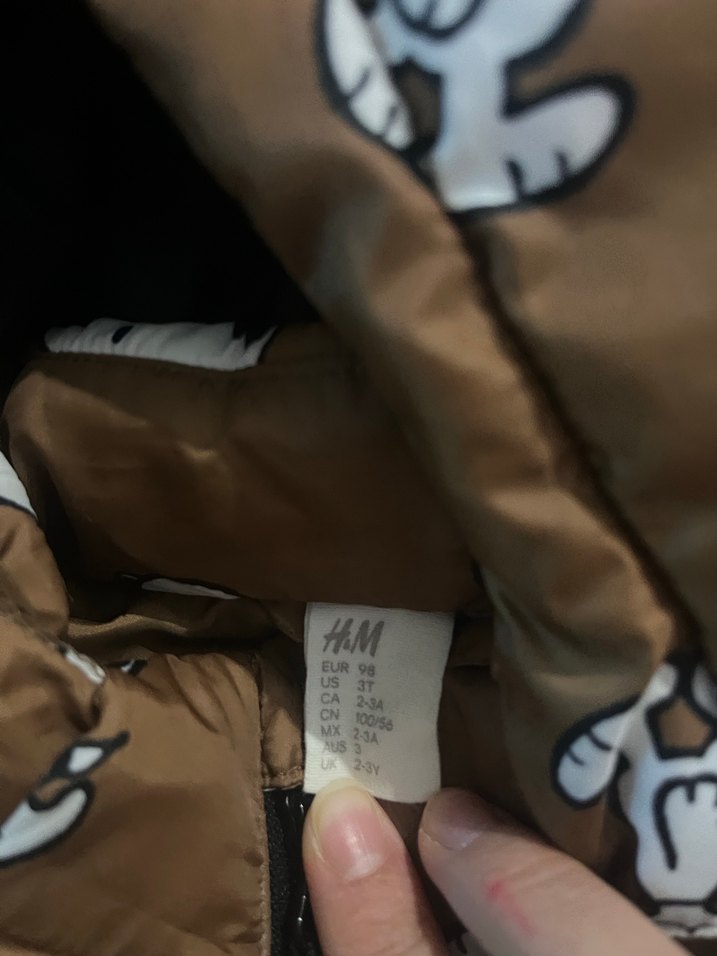 H&M
EUR 98
US 3T
CA 2-3A
CN 100/56
MX 2-3A
AUS 3
UK 2-3Y